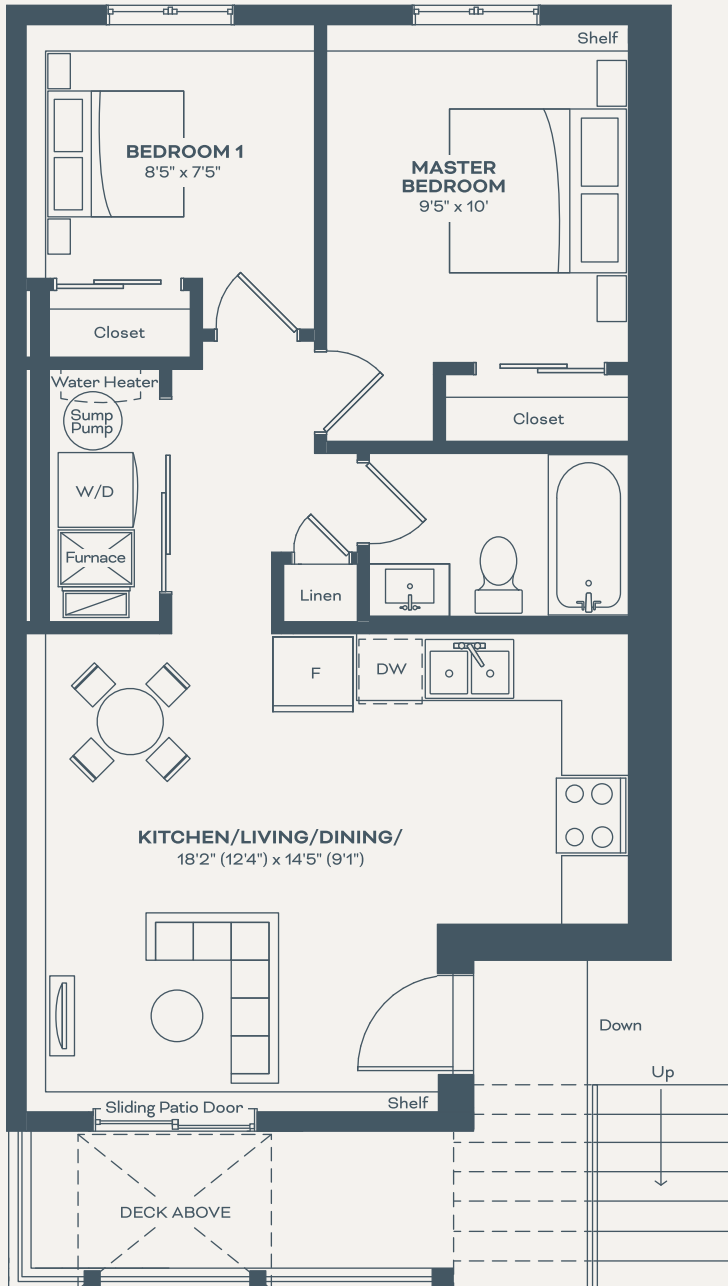 Shelf
BEDROOM 1
8'5" x 7'5"
MASTER
BEDROOM
9'5" x 10'
Closet
Water Heater
Sump
Pump
Closet
W/D
Furnace
Linen
F
DW
KITCHEN/LIVING/DINING/
18'2" (12'4") x 14'5" (9'1")
Down
Up
Sliding Patio Door
Shelf
DECK ABOVE